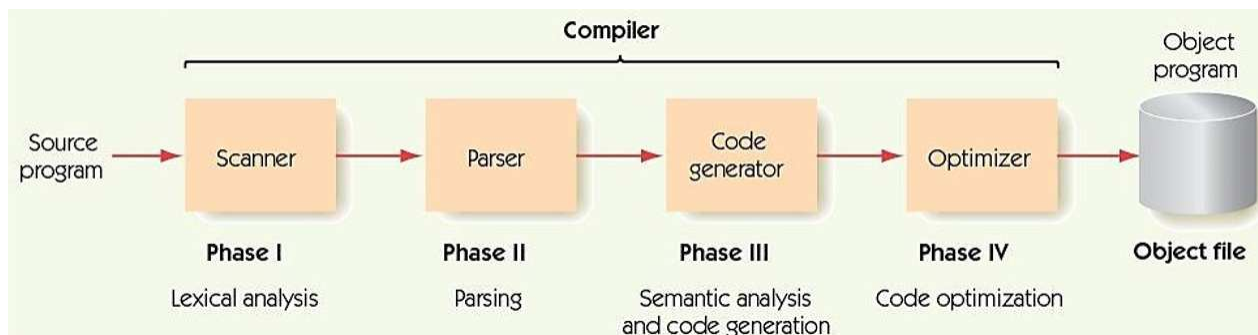 Compiler
Object
program
Source
program
Scanner
Parser
Code
generator
Optimizer
Phase I
Phase II
Phase III
Phase IV
Object file
Lexical analysis
Parsing
Semantic analysis
and code generation
Code optimization